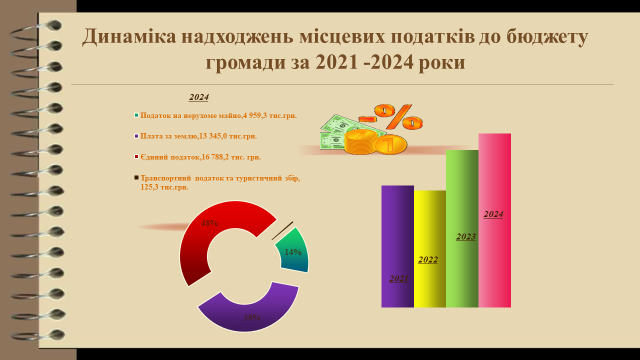 Динаміка надходжень місцевих податків до бюджету
громади за 2021 -2024 роки
2024
Податок на нерухоме майно,4 959,3 тис.грн.
Плата за землю,13 345,0 тис.грн.
Єдиний податок,16 788,2 тис. грн.
Транспортний податок та туристичний збір,
125,3 тис.грн.
14%
2021
2022
2023
2024